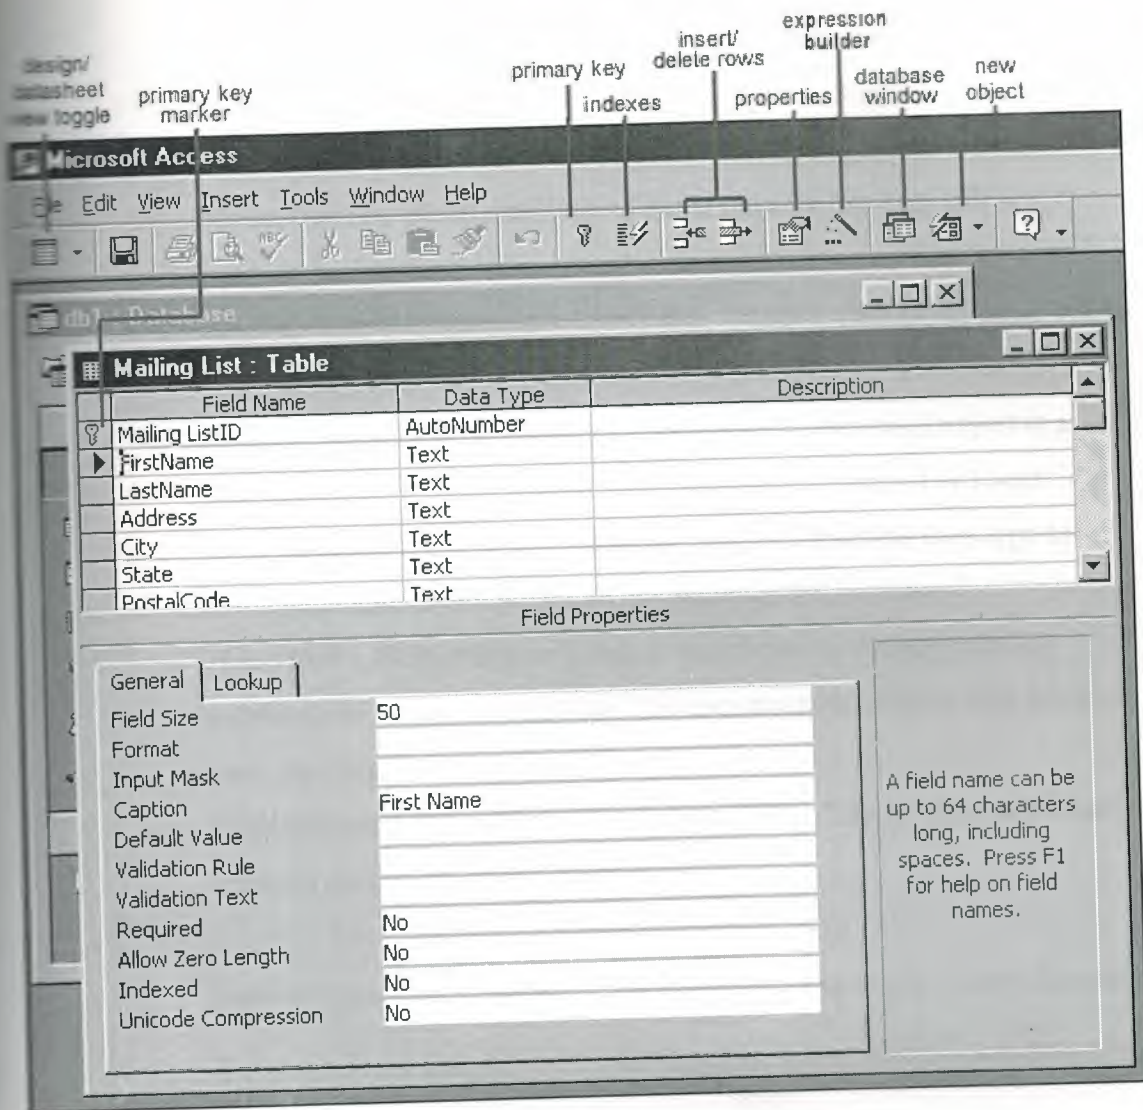 expression
builder
insert/
delete rows
design/
datasheet
view toggle
primary key
marker
primary key
indexes
properties
database
window
new
object
Microsoft Access
File Edit View Insert Tools Window Help
ABC
db1 : Database
Mailing List : Table
Field Name Data Type Description
Mailing ListID AutoNumber
FirstName Text
LastName Text
Address Text
City Text
State Text
PostalCode Text
Field Properties
General Lookup
Field Size 50
Format
Input Mask
Caption First Name
Default Value
Validation Rule
Validation Text
Required No
Allow Zero Length No
Indexed No
Unicode Compression No
A field name can be
up to 64 characters
long, including
spaces. Press F1
for help on field
names.